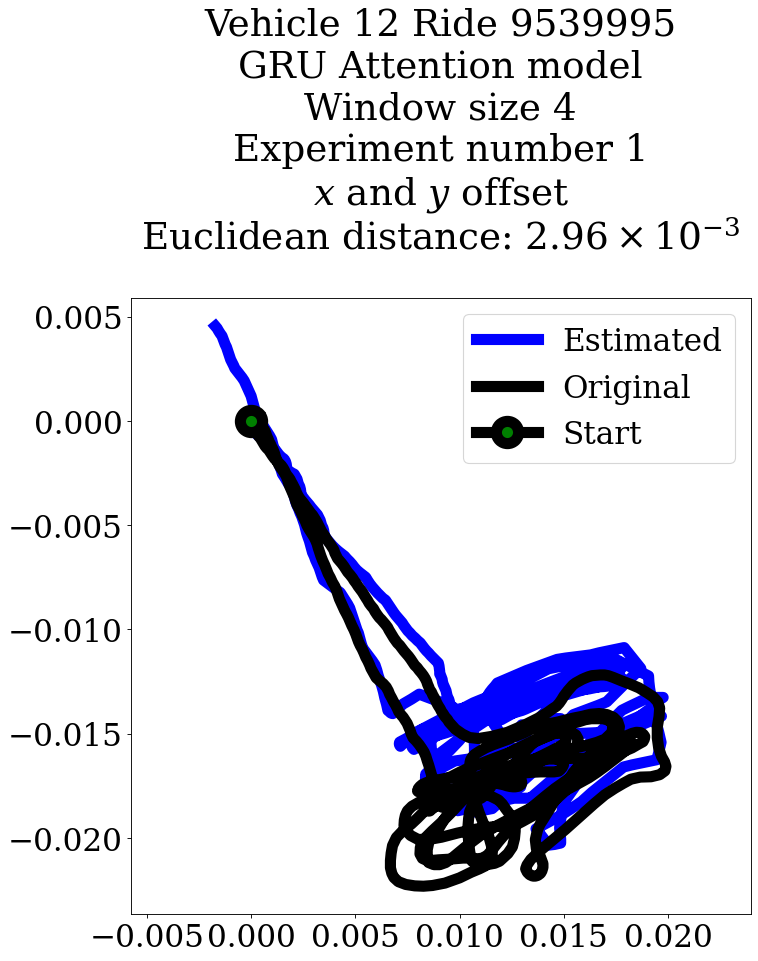 Vehicle 12 Ride 9539995
GRU Attention model
Window size 4
Experiment number 1
x and y offset
Euclidean distance: 2.96 × 10⁻³
Estimated
Original
Start
0.005
0.000
−0.005
−0.010
−0.015
−0.020
−0.005 0.000 0.005 0.010 0.015 0.020